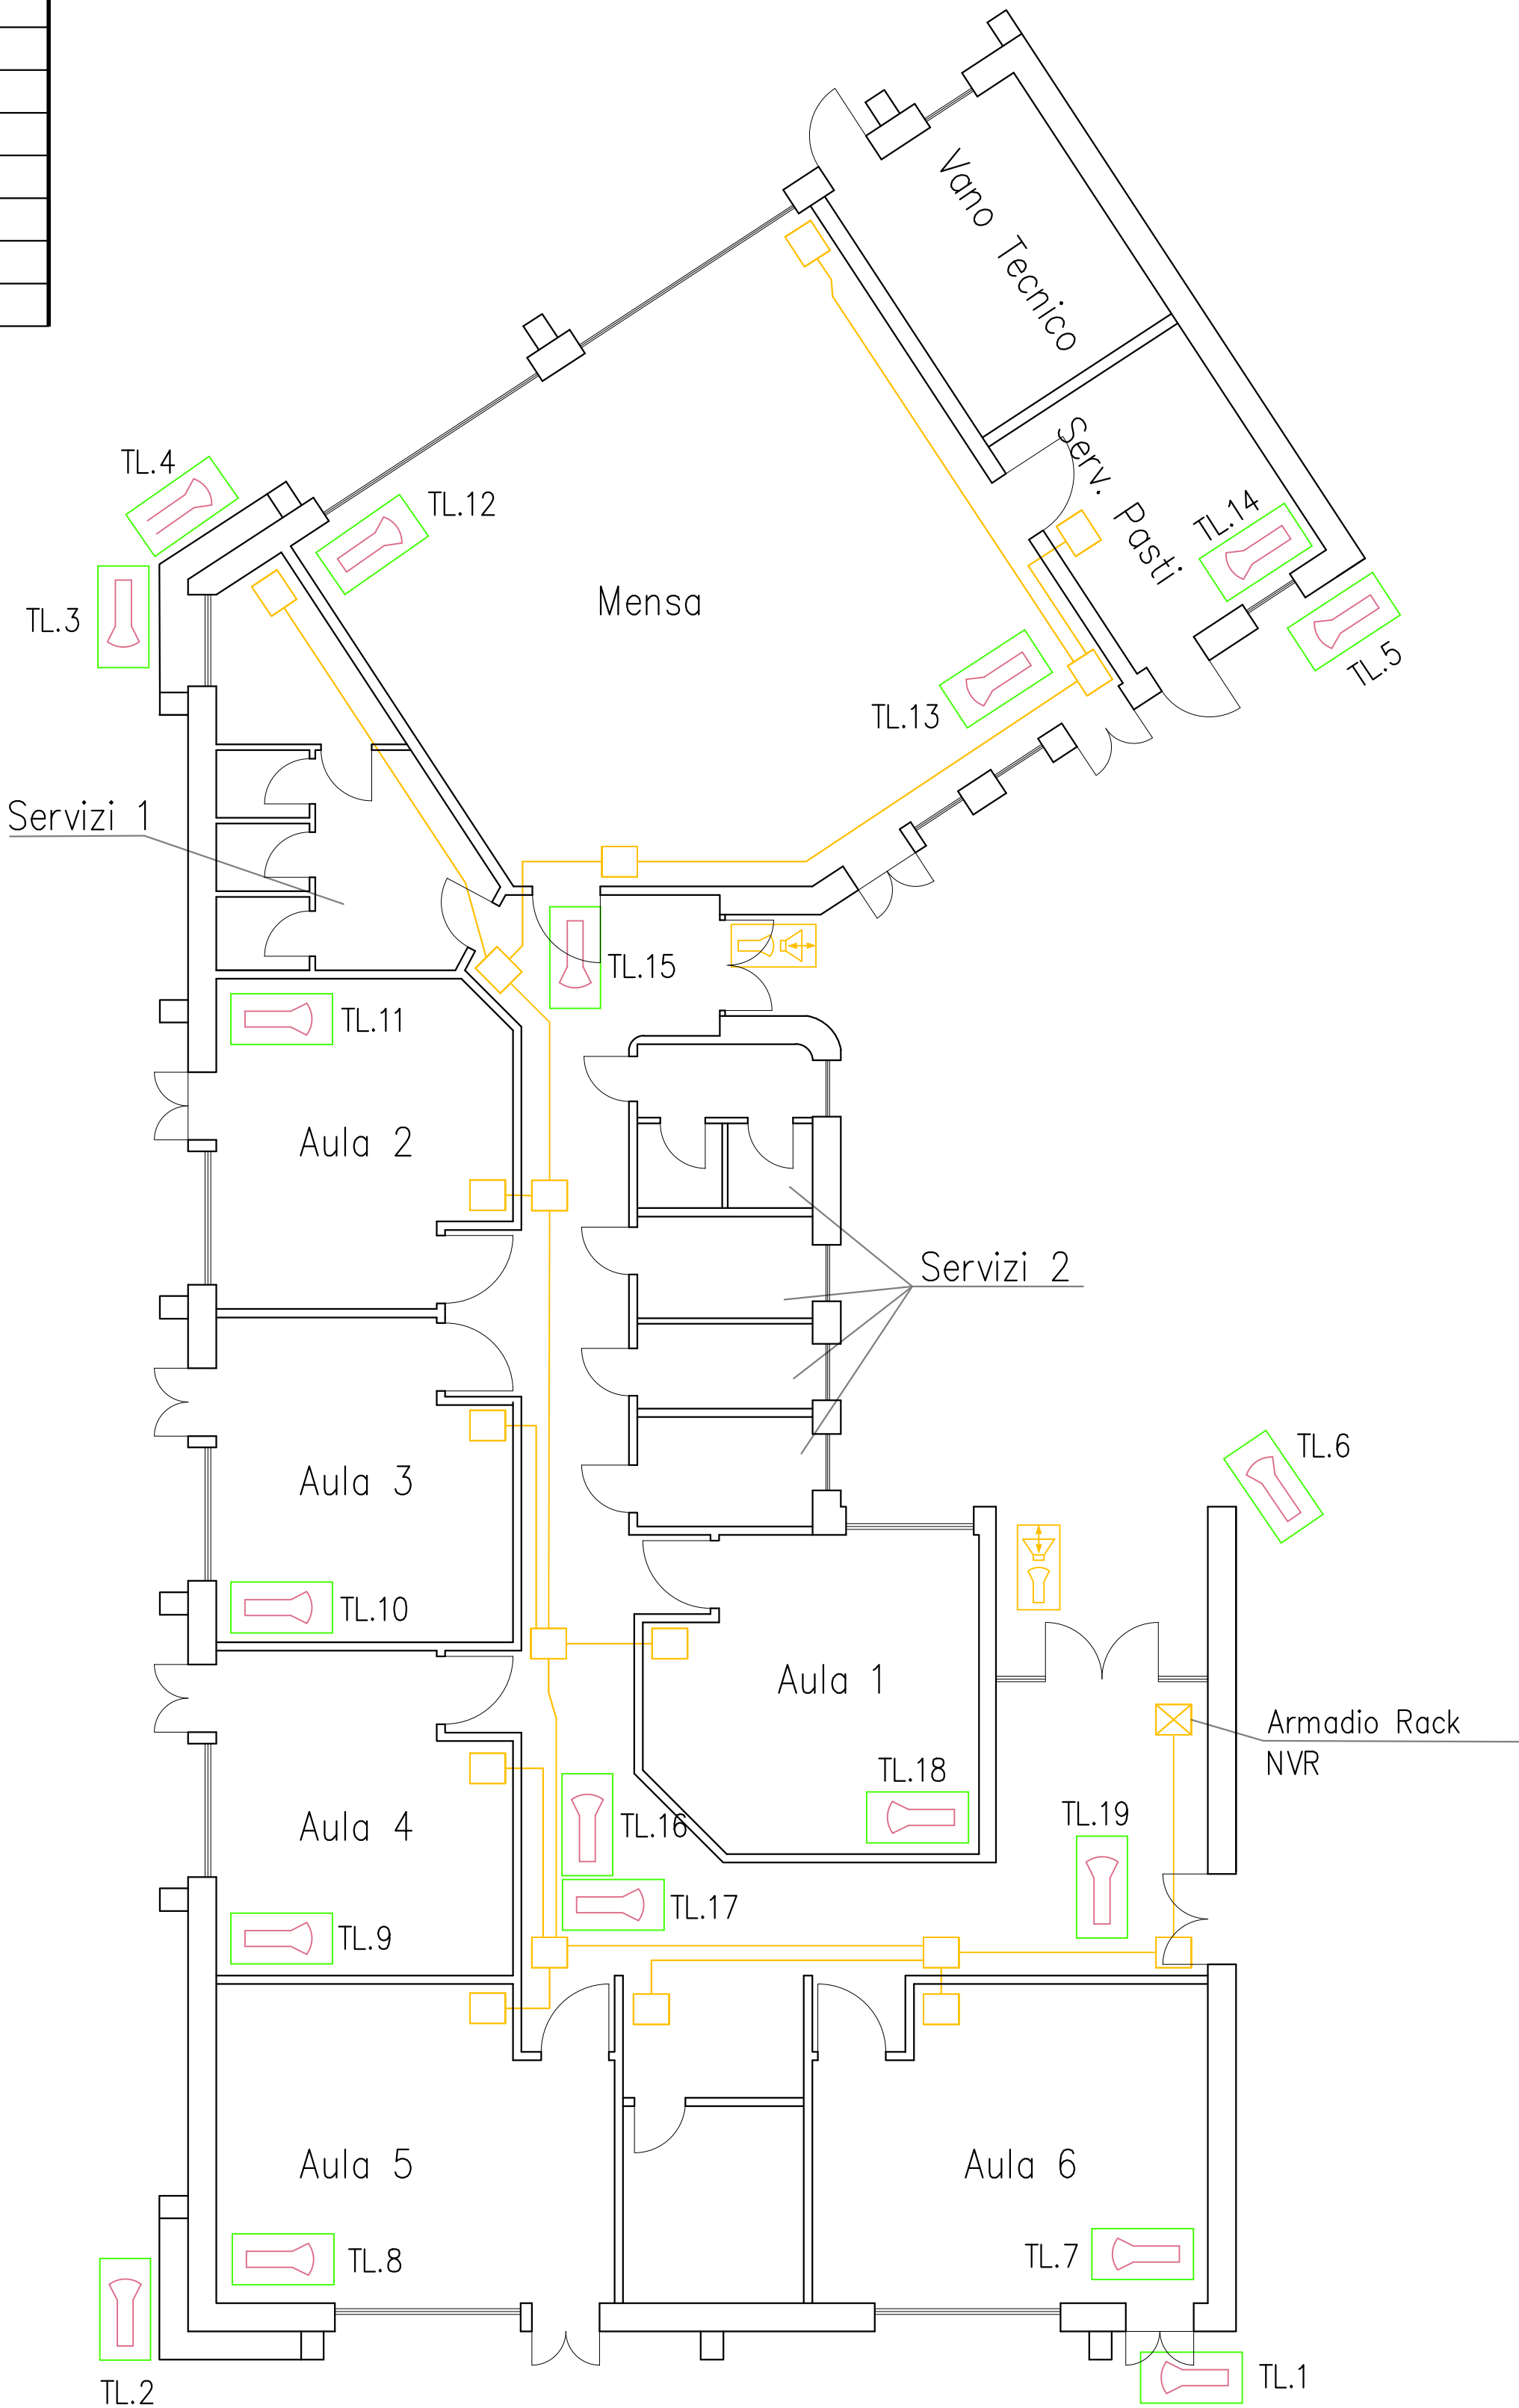 Vano Tecnico
Serv. Pasti
TL.4
TL.12
TL.14
TL.3
Mensa
TL.5
TL.13
Servizi 1
TL.15
TL.11
Aula 2
Servizi 2
TL.6
Aula 3
TL.10
Aula 1
Armadio Rack
NVR
TL.18
TL.19
Aula 4
TL.16
TL.17
TL.9
Aula 5
Aula 6
TL.8
TL.7
TL.2
TL.1